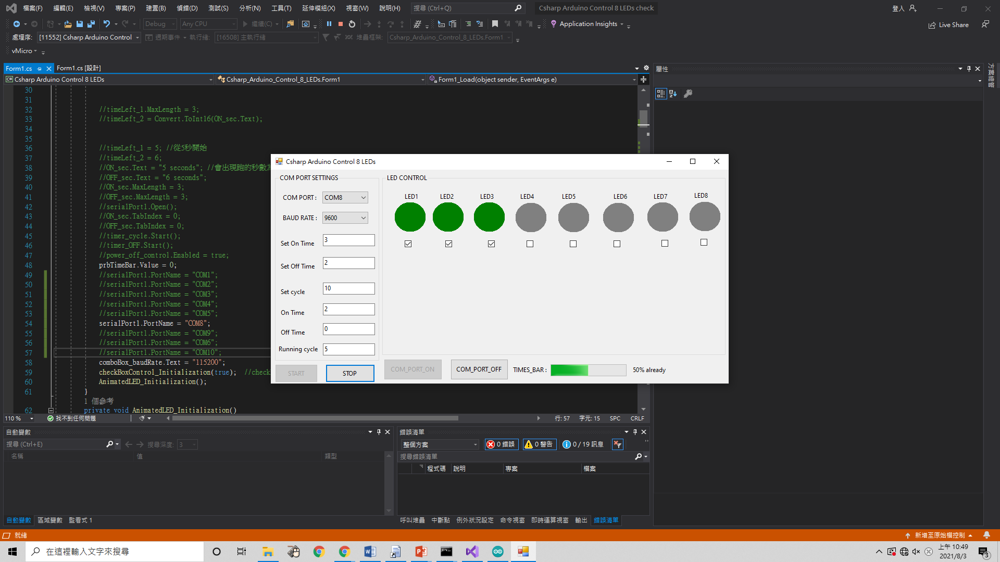 檔案(F) 編輯(E) 檢視(V) 專案(P) 建置(B) 偵錯(D) 測試(S) 分析(N) 工具(T) 延伸模組(X) 視窗(W) 說明(H) 搜尋 (Ctrl+Q) Csharp Arduino Control 8 LEDs check 登入
Debug Any CPU 繼續(C) Application Insights Live Share
處理序: [11552] Csharp Arduino Control 週期事件 執行緒: [16508] 主執行緒 堆疊框架: Csharp_Arduino_Control_8_LEDs.Form1
vMicro
Form1.cs Form1.cs [設計]
Csharp Arduino Control 8 LEDs Csharp_Arduino_Control_8_LEDs.Form1 Form1_Load(object sender, EventArgs e)
30
31
32 //timeLeft_1.MaxLength = 3;
33 //timeLeft_2 = Convert.ToInt16(ON_sec.Text);
34
35
36 //timeLeft_1 = 5; //從5秒開始
37 //timeLeft_2 = 6;
38 //ON_sec.Text = "5 seconds"; //會出現跑的秒數
39 //OFF_sec.Text = "6 seconds";
40 //ON_sec.MaxLength = 3;
41 //OFF_sec.MaxLength = 3;
42 //serialPort1.Open();
43 //ON_sec.TabIndex = 0;
44 //OFF_sec.TabIndex = 0;
45 //timer_cycle.Start();
46 //timer_OFF.Start();
47 //power_off_control.Enabled = true;
48 prbTimeBar.Value = 0;
49 //serialPort1.PortName = "COM1";
50 //serialPort1.PortName = "COM2";
51 //serialPort1.PortName = "COM3";
52 //serialPort1.PortName = "COM4";
53 //serialPort1.PortName = "COM5";
54 serialPort1.PortName = "COM8";
55 //serialPort1.PortName = "COM9";
56 //serialPort1.PortName = "COM6";
57 //serialPort1.PortName = "COM10";
58 comboBox_baudRate.Text = "115200";
59 checkBoxControl_Initialization(true); //check
60 AnimatedLED_Initialization();
61 }
1 個參考
62 private void AnimatedLED_Initialization()
110 % 找不到任何問題 行: 57 字元: 15 SPC CRLF
Csharp Arduino Control 8 LEDs
COM PORT SETTINGS
COM PORT : COM8
BAUD RATE : 9600
Set On Time 3
Set Off Time 2
Set cycle 10
On Time 2
Off Time 0
Running cycle 5
START STOP
LED CONTROL
LED1 LED2 LED3 LED4 LED5 LED6 LED7 LED8
COM_PORT_ON COM_PORT_OFF TIMES_BAR : 50% already
屬性
方案總管
自動變數
搜尋 (Ctrl+E) 搜尋深度: 3
名稱 值 類型
自動變數 區域變數 監看式 1
錯誤清單
整個方案 0 錯誤 0 警告 0 / 19 訊息
搜尋錯誤清單
程式碼 說明 專案 檔案
呼叫堆疊 中斷點 例外狀況設定 命令視窗 即時運算視窗 輸出 錯誤清單
就緒 新增至原始檔控制
在這裡輸入文字來搜尋
上午 10:49
2021/8/3
3